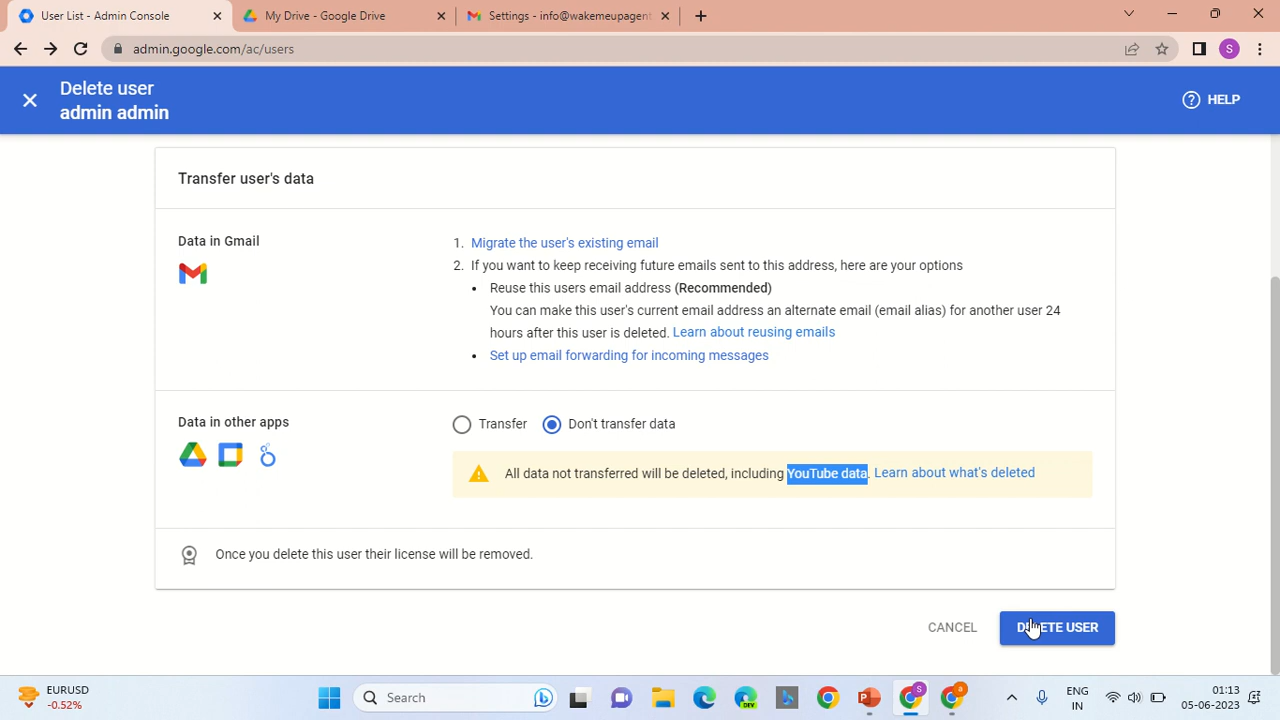 User List - Admin Console
My Drive - Google Drive
Settings - info@wakemeupagent
admin.google.com/ac/users
S
Delete user
admin admin
HELP
Transfer user's data
Data in Gmail
1. Migrate the user's existing email
2. If you want to keep receiving future emails sent to this address, here are your options
• Reuse this users email address (Recommended)
You can make this user's current email address an alternate email (email alias) for another user 24
hours after this user is deleted. Learn about reusing emails
• Set up email forwarding for incoming messages
Data in other apps
Transfer
Don't transfer data
All data not transferred will be deleted, including YouTube data. Learn about what's deleted
Once you delete this user their license will be removed.
CANCEL
DELETE USER
EURUSD
-0.52%
Search
ENG
IN
01:13
05-06-2023